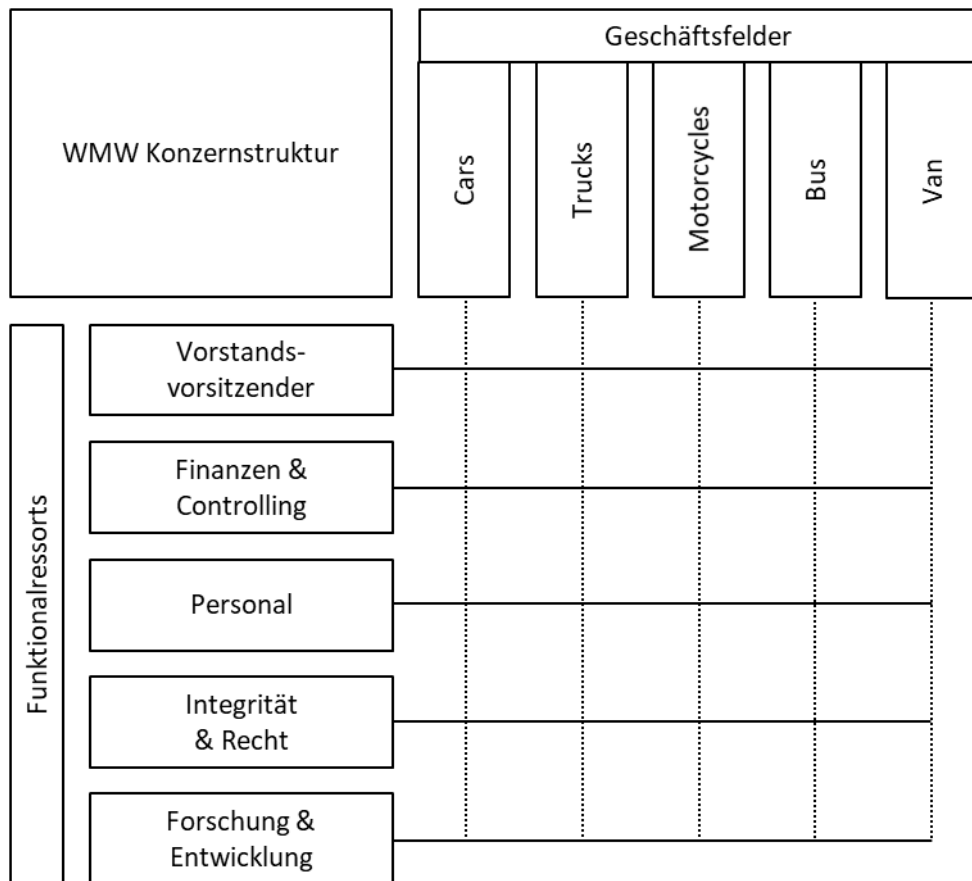 WMW Konzernstruktur
Geschäftsfelder
Cars
Trucks
Motorcycles
Bus
Van
Funktionalressorts
Vorstands-
vorsitzender
Finanzen &
Controlling
Personal
Integrität
& Recht
Forschung &
Entwicklung